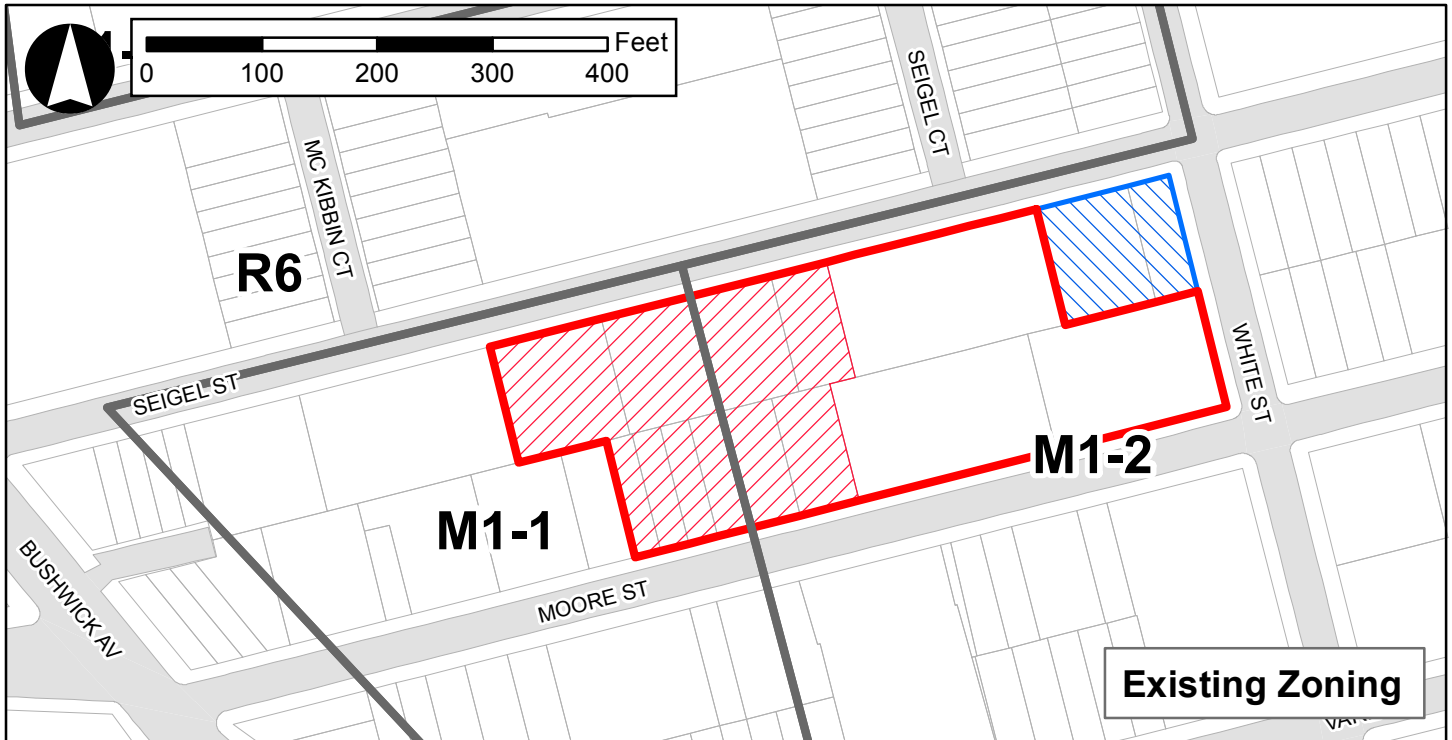 Feet
0 100 200 300 400
SEIGEL CT
MC KIBBIN CT
R6
SEIGEL ST
WHITE ST
M1-2
M1-1
BUSHWICK AV
MOORE ST
Existing Zoning